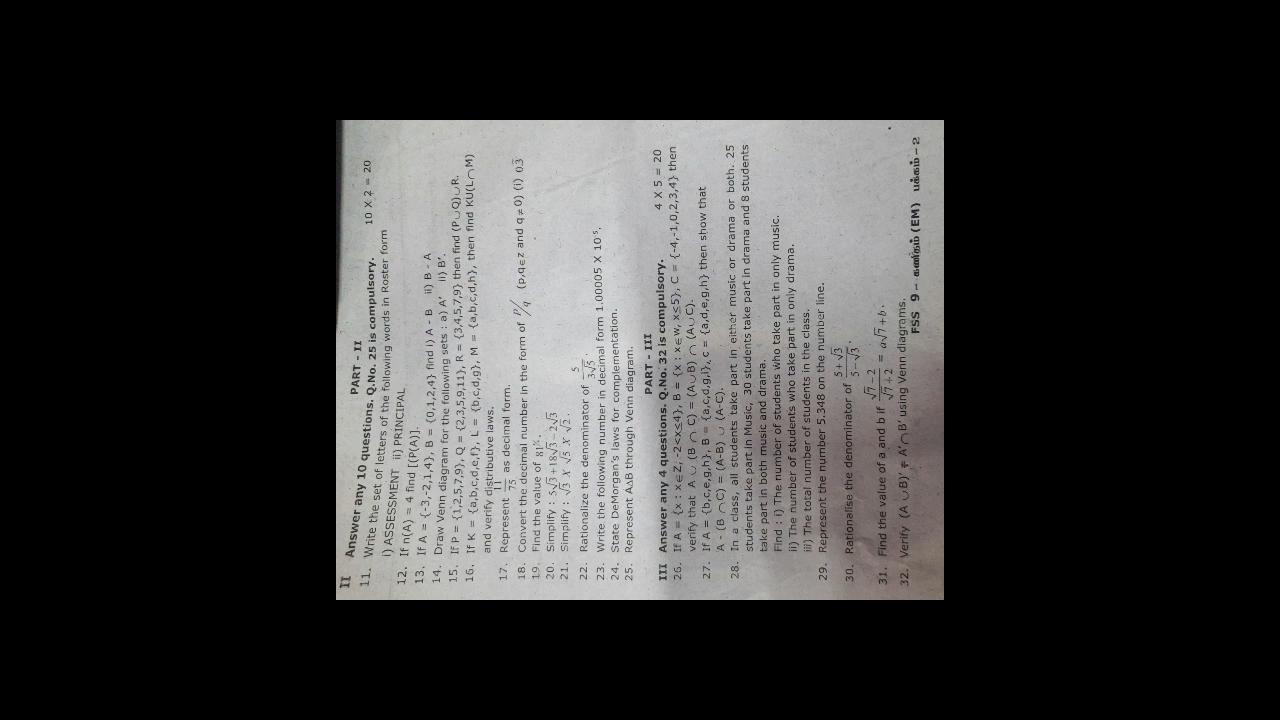 II Answer any 10 questions. Q.No. 25 is compulsory. 10 X 2 = 20
PART - II
11. Write the set of letters of the following words in Roster form
i) ASSESSMENT ii) PRINCIPAL
12. If n(A) = 4 find [(P(A)].
13. If A = {-3,-2,1,4}, B = {0,1,2,4} find i) A - B ii) B - A
14. Draw Venn diagram for the following sets : a) A' ii) B'.
15. If P = {1,2,5,7,9}, Q = {2,3,5,9,11}, R = {3,4,5,7,9} then find (P∪Q)∪R.
16. If K = {a,b,c,d,e,f}, L = {b,c,d,g}, M = {a,b,c,d,h}, then find KU(L∩M)
and verify distributive laws.
17. Represent 11/75 as decimal form.
18. Convert the decimal number in the form of p/q (p,q∈z and q≠0) (i) 0.3̅
19. Find the value of 81^¼.
20. Simplify : 5√3+18√3−2√3
21. Simplify : √3 X √5 X √2.
22. Rationalize the denominator of 5/3√5.
23. Write the following number in decimal form 1.00005 X 10⁻⁵.
24. State DeMorgan's laws for complementation.
25. Represent A∆B through Venn diagram.
PART - III
III Answer any 4 questions. Q.No. 32 is compulsory. 4 X 5 = 20
26. If A = {x : x∈Z, -2<x≤4}, B = {x : x∈w, x≤5}, C = {-4,-1,0,2,3,4} then
verify that A ∪ (B ∩ C) = (A∪B) ∩ (A∪C).
27. If A = {b,c,e,g,h}, B = {a,c,d,g,i}, c = {a,d,e,g,h} then show that
A - (B ∩C) = (A-B) ∪ (A-C).
28. In a class, all students take part in either music or drama or both. 25
students take part in Music, 30 students take part in drama and 8 students
take part in both music and drama.
Find : i) The number of students who take part in only music.
ii) The number of students who take part in only drama.
iii) The total number of students in the class.
29. Represent the number 5.348 on the number line.
30. Rationalise the denominator of 5+√3/5−√3.
31. Find the value of a and b if √7−2/√7+2 = a√7+b.
32. Verify (A ∪B)' ≠ A'∩ B' using Venn diagrams.
FSS 9 – கணிதம் (EM) பக்கம் – 2